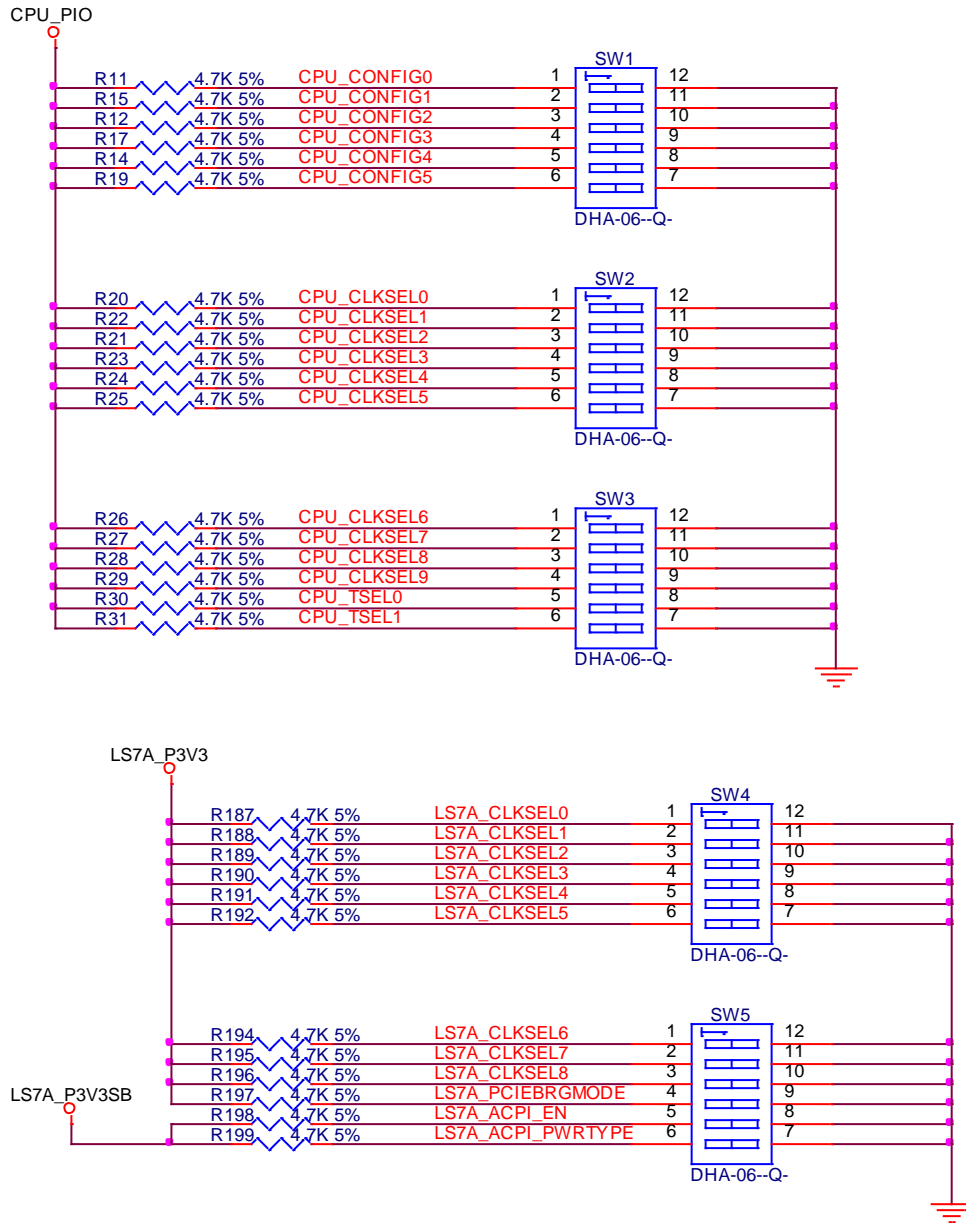 CPU_PIO
SW1
R11 4.7K 5% CPU_CONFIG0 1 12
R15 4.7K 5% CPU_CONFIG1 2 11
R12 4.7K 5% CPU_CONFIG2 3 10
R17 4.7K 5% CPU_CONFIG3 4 9
R14 4.7K 5% CPU_CONFIG4 5 8
R19 4.7K 5% CPU_CONFIG5 6 7
DHA-06--Q-
SW2
R20 4.7K 5% CPU_CLKSEL0 1 12
R22 4.7K 5% CPU_CLKSEL1 2 11
R21 4.7K 5% CPU_CLKSEL2 3 10
R23 4.7K 5% CPU_CLKSEL3 4 9
R24 4.7K 5% CPU_CLKSEL4 5 8
R25 4.7K 5% CPU_CLKSEL5 6 7
DHA-06--Q-
SW3
R26 4.7K 5% CPU_CLKSEL6 1 12
R27 4.7K 5% CPU_CLKSEL7 2 11
R28 4.7K 5% CPU_CLKSEL8 3 10
R29 4.7K 5% CPU_CLKSEL9 4 9
R30 4.7K 5% CPU_TSEL0 5 8
R31 4.7K 5% CPU_TSEL1 6 7
DHA-06--Q-
LS7A_P3V3
SW4
R187 4.7K 5% LS7A_CLKSEL0 1 12
R188 4.7K 5% LS7A_CLKSEL1 2 11
R189 4.7K 5% LS7A_CLKSEL2 3 10
R190 4.7K 5% LS7A_CLKSEL3 4 9
R191 4.7K 5% LS7A_CLKSEL4 5 8
R192 4.7K 5% LS7A_CLKSEL5 6 7
DHA-06--Q-
SW5
R194 4.7K 5% LS7A_CLKSEL6 1 12
R195 4.7K 5% LS7A_CLKSEL7 2 11
R196 4.7K 5% LS7A_CLKSEL8 3 10
LS7A_P3V3SB
R197 4.7K 5% LS7A_PCIEBRGMODE 4 9
R198 4.7K 5% LS7A_ACPI_EN 5 8
R199 4.7K 5% LS7A_ACPI_PWRTYPE 6 7
DHA-06--Q-